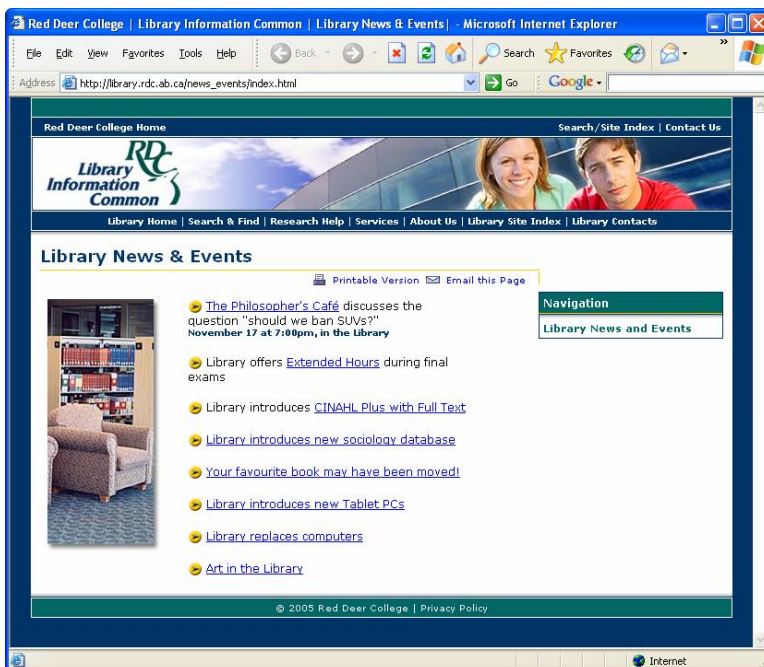 Red Deer College | Library Information Common | Library News & Events| - Microsoft Internet Explorer
File Edit View Favorites Tools Help Back Search Favorites »
Address http://library.rdc.ab.ca/news_events/index.html Go Google
Red Deer College Home Search/Site Index | Contact Us
RDC
Library
Information
Common
Library Home | Search & Find | Research Help | Services | About Us | Library Site Index | Library Contacts
Library News & Events
Printable Version Email this Page
The Philosopher's Café discusses the
question "should we ban SUVs?"
November 17 at 7:00pm, in the Library
Library offers Extended Hours during final
exams
Library introduces CINAHL Plus with Full Text
Library introduces new sociology database
Your favourite book may have been moved!
Library introduces new Tablet PCs
Library replaces computers
Art in the Library
Navigation
Library News and Events
© 2005 Red Deer College | Privacy Policy
Internet